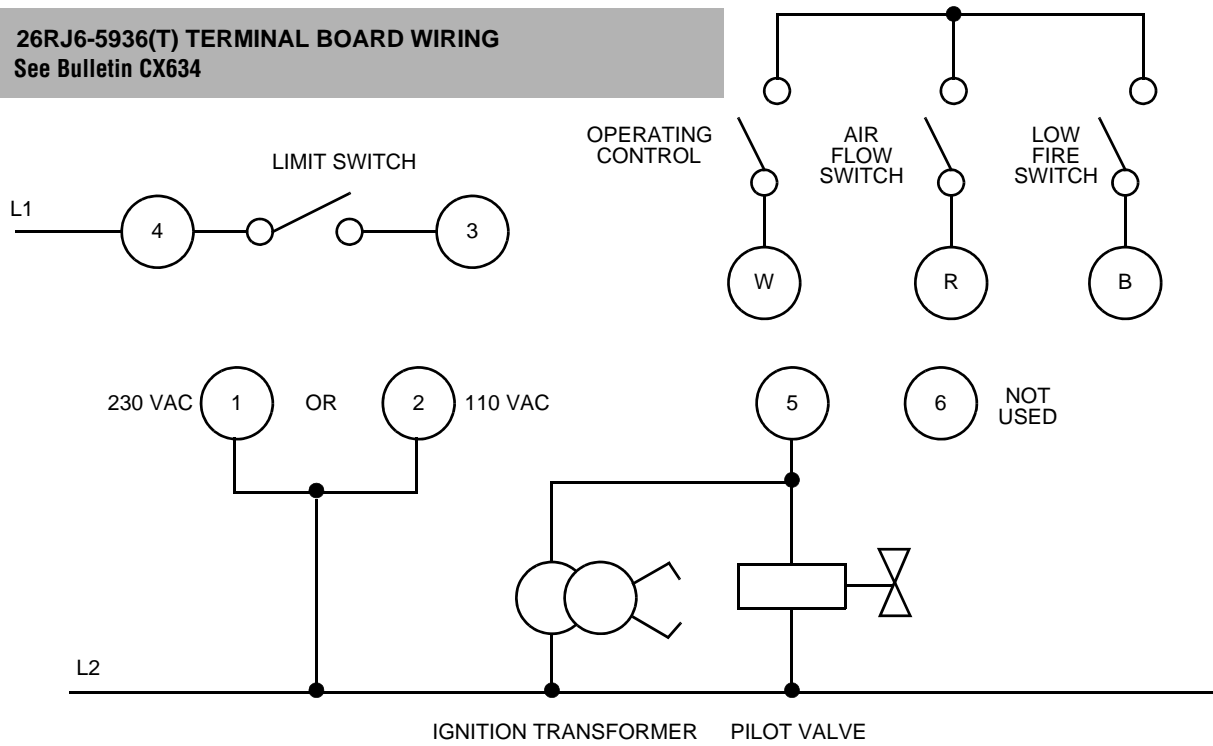 26RJ6-5936(T) TERMINAL BOARD WIRING
See Bulletin CX634
OPERATING
CONTROL
AIR
FLOW
SWITCH
LOW
FIRE
SWITCH
LIMIT SWITCH
L1
4
3
W
R
B
230 VAC
1
OR
2
110 VAC
5
6
NOT
USED
L2
IGNITION TRANSFORMER
PILOT VALVE